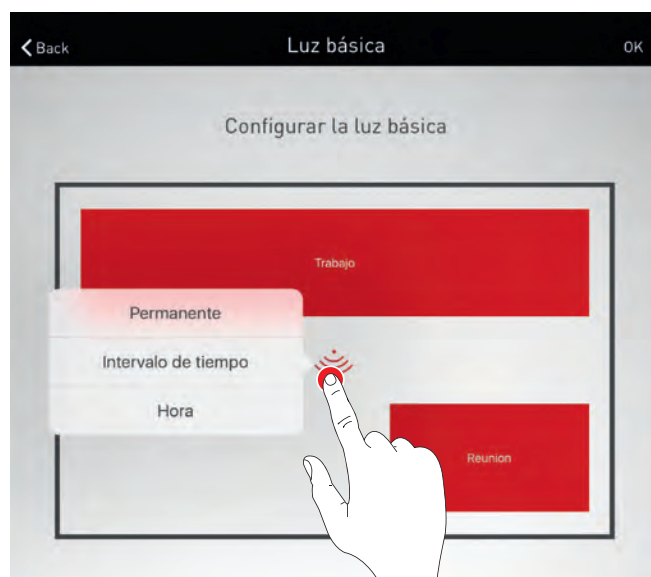 Back
Luz básica
OK
Configurar la luz básica
Trabajo
Permanente
Intervalo de tiempo
Hora
Reunion